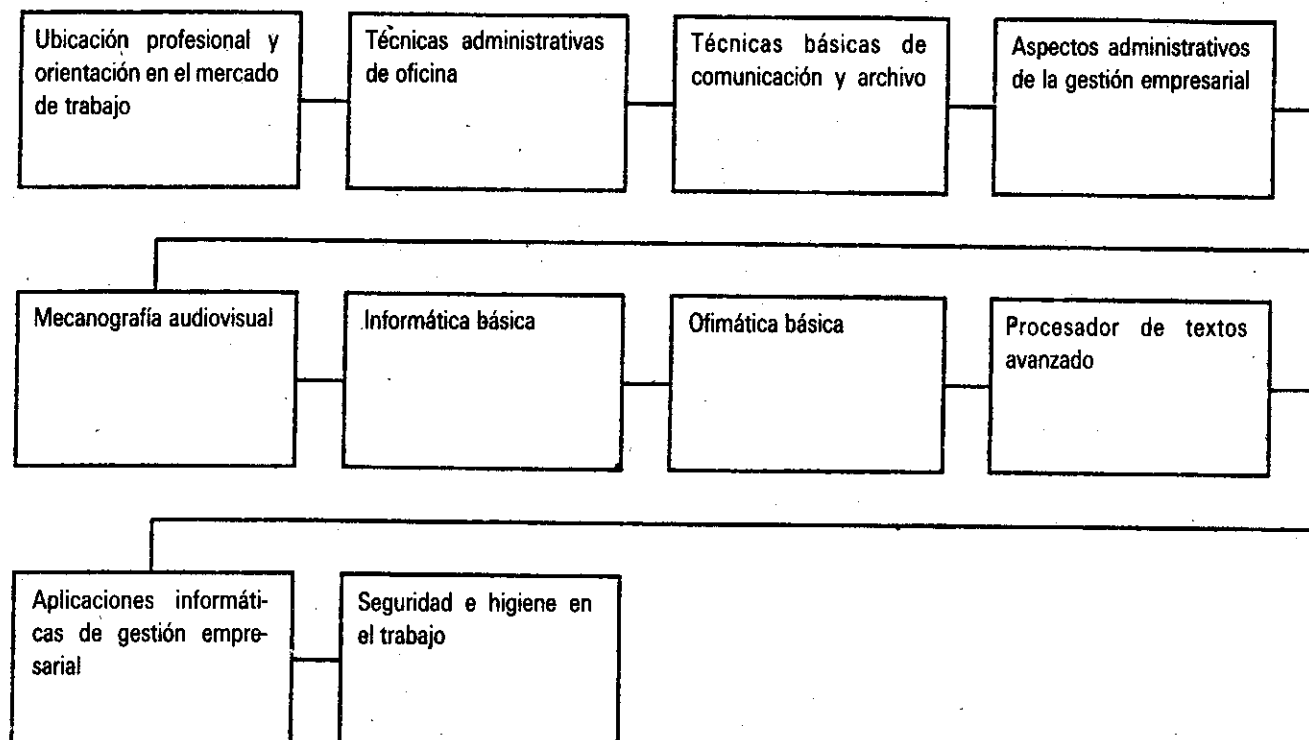 Ubicación profesional y
orientación en el mercado
de trabajo
Técnicas administrativas
de oficina
Técnicas básicas de
comunicación y archivo
Aspectos administrativos
de la gestión empresarial
Mecanografía audiovisual
Informática básica
Ofimática básica
Procesador de textos
avanzado
Aplicaciones informáti-
cas de gestión empre-
sarial
Seguridad e higiene en
el trabajo